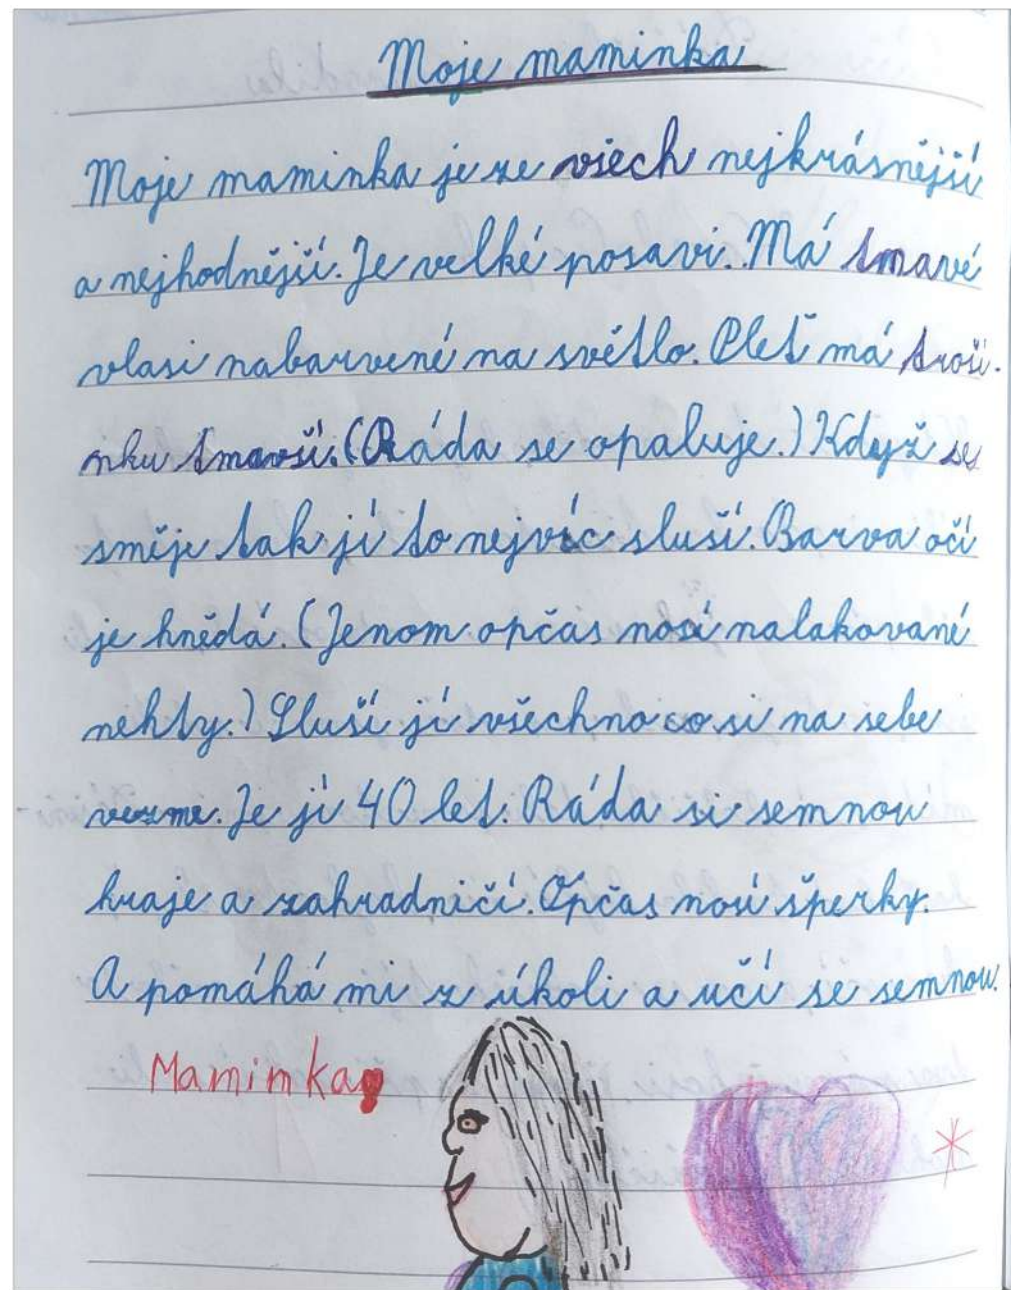 Moje maminka
Moje maminka je ze všech nejkrásnější
a nejhodnější. Je velké posavi. Má tmavé
vlasi nabarvené na světlo. Pleť má troši-
nku tmavší. (Ráda se opaluje.) Když se
směje tak jí to nejvíc sluší. Barva očí
je hnědá. (Jenom opčas nosí nalakované
nehty.) Sluší jí všechno co si na sebe
vezme. Je jí 40 let. Ráda si semnou
hraje a zahradničí. Opčas nosí šperky.
A pomáhá mi z úkoli a učí se semnou.
Maminka